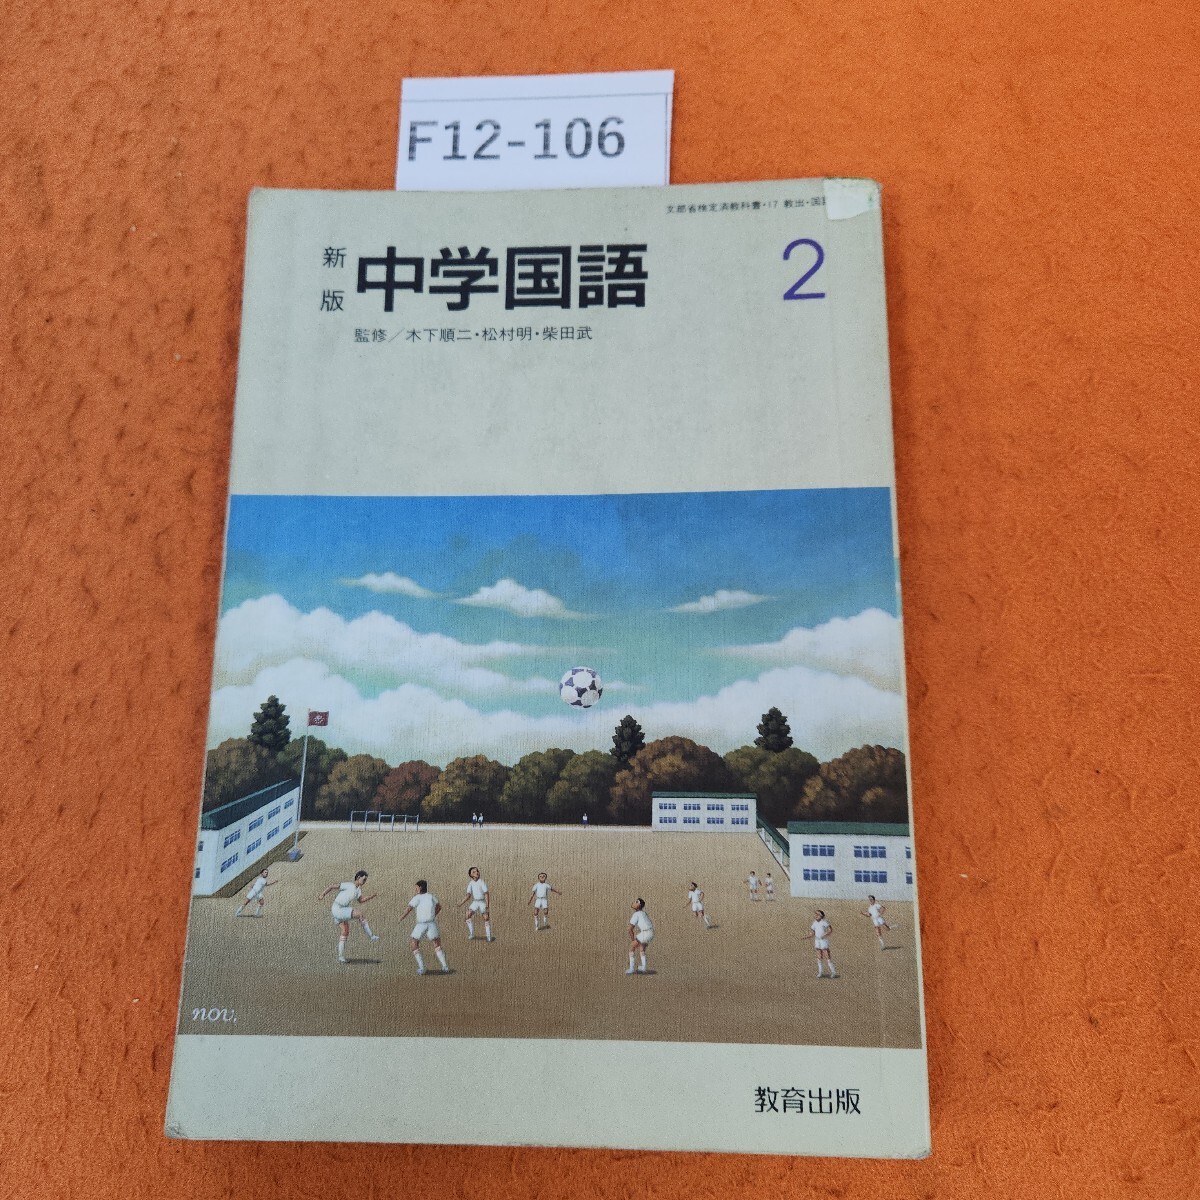 F12-106
文部省検定済教科書・17 教出・国
新版 中学国語 2
監修／木下順二・松村明・柴田武
nov.
教育出版